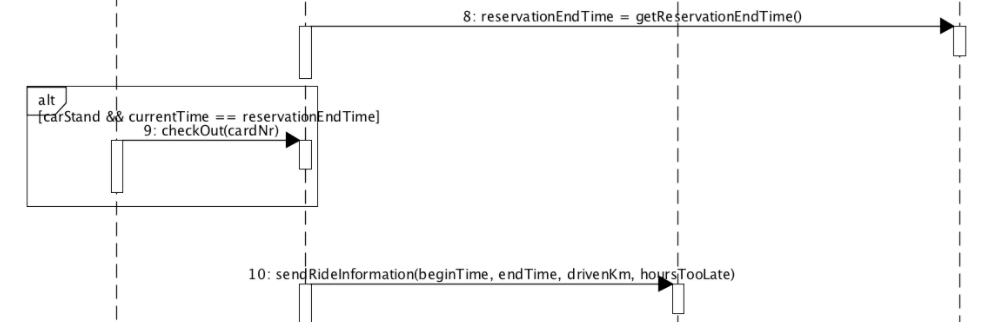 8: reservationEndTime = getReservationEndTime()
alt
[carStand && currentTime == reservationEndTime]
9: checkOut(cardNr)
10: sendRideInformation(beginTime, endTime, drivenKm, hoursTooLate)